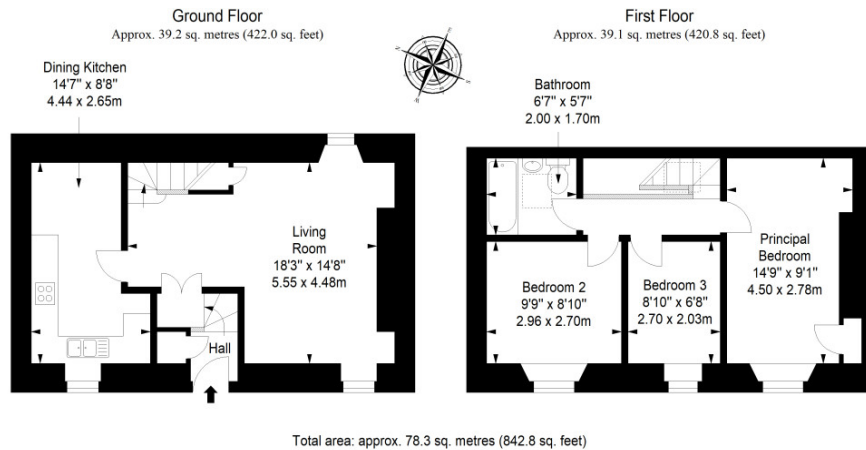 Ground Floor
Approx. 39.2 sq. metres (422.0 sq. feet)
Dining Kitchen
14'7" x 8'8"
4.44 x 2.65m
Living
Room
18'3" x 14'8"
5.55 x 4.48m
Hall
First Floor
Approx. 39.1 sq. metres (420.8 sq. feet)
Bathroom
6'7" x 5'7"
2.00 x 1.70m
Bedroom 2
9'9" x 8'10"
2.96 x 2.70m
Bedroom 3
8'10" x 6'8"
2.70 x 2.03m
Principal
Bedroom
14'9" x 9'1"
4.50 x 2.78m
Total area: approx. 78.3 sq. metres (842.8 sq. feet)